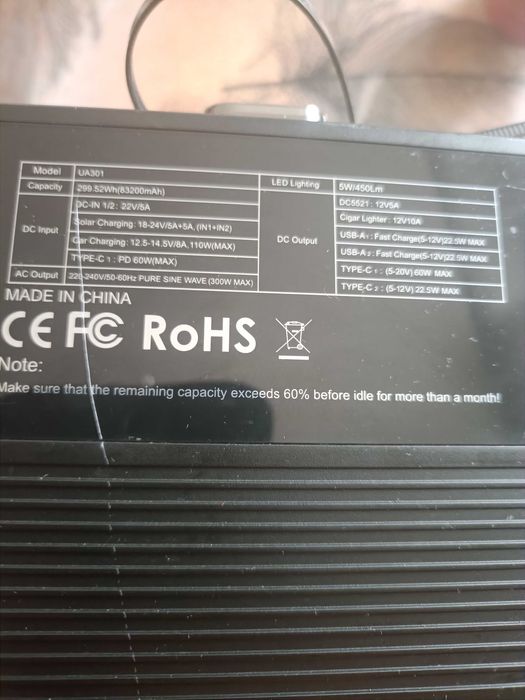 Model UA301
Capacity 299.52Wh(83200mAh)
DC Input DC-IN 1/2: 22V/5A
Solar Charging: 18-24V/5A+5A, (IN1+IN2)
Car Charging: 12.5-14.5V/8A,110W(MAX)
TYPE-C 1: PD 60W(MAX)
AC Output 220-240V/50-60Hz PURE SINE WAVE (300W MAX)
LED Lighting 5W/450Lm
DC Output DC5521: 12V5A
Cigar Lighter: 12V10A
USB-A1: Fast Charge(5-12V)22.5W MAX
USB-A2: Fast Charge(5-12V)22.5W MAX
TYPE-C 1: (5-20V) 60W MAX
TYPE-C 2: (5-12V) 22.5W MAX
MADE IN CHINA
CE FC RoHS
Note:
Make sure that the remaining capacity exceeds 60% before idle for more than a month!